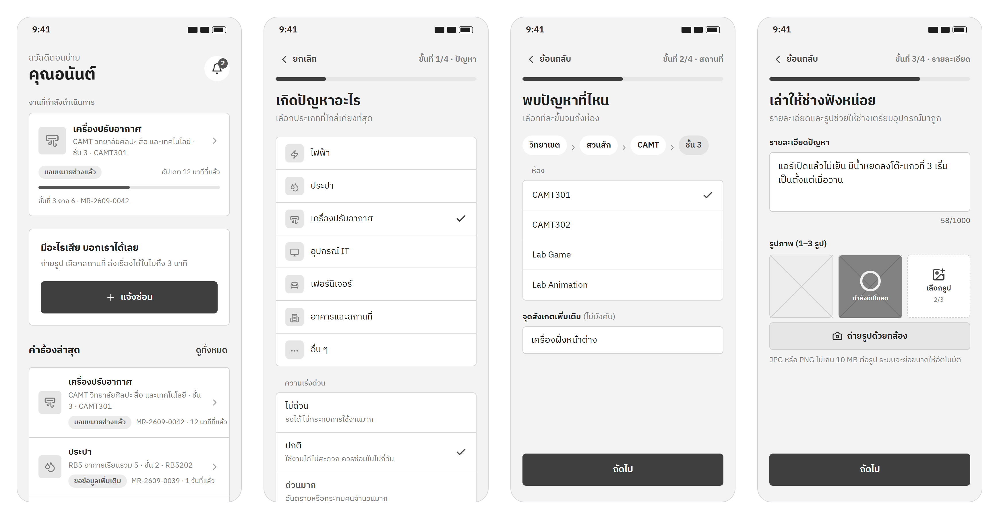 9:41
สวัสดีตอนบ่าย
คุณอนันต์
2
งานที่กำลังดำเนินการ
เครื่องปรับอากาศ
CAMT วิทยาลัยศิลปะ สื่อ และเทคโนโลยี ·
ชั้น 3 · CAMT301
มอบหมายช่างแล้ว
อัปเดต 12 นาทีที่แล้ว
ขั้นที่ 3 จาก 6 · MR-2609-0042
มีอะไรเสีย บอกเราได้เลย
ถ่ายรูป เลือกสถานที่ ส่งเรื่องได้ในไม่ถึง 3 นาที
แจ้งซ่อม
คำร้องล่าสุด
ดูทั้งหมด
เครื่องปรับอากาศ
CAMT วิทยาลัยศิลปะ สื่อ และเทคโนโลยี · ชั้น
3 · CAMT301
มอบหมายช่างแล้ว MR-2609-0042 · 12 นาทีที่แล้ว
ประปา
RB5 อาคารเรียนรวม 5 · ชั้น 2 · RB5202
ขอข้อมูลเพิ่มเติม MR-2609-0039 · 1 วันที่แล้ว
9:41
ยกเลิก
ขั้นที่ 1/4 · ปัญหา
เกิดปัญหาอะไร
เลือกประเภทที่ใกล้เคียงที่สุด
ไฟฟ้า
ประปา
เครื่องปรับอากาศ
อุปกรณ์ IT
เฟอร์นิเจอร์
อาคารและสถานที่
อื่น ๆ
ความเร่งด่วน
ไม่ด่วน
รอได้ ไม่กระทบการใช้งานมาก
ปกติ
ใช้งานได้ไม่สะดวก ควรซ่อมในไม่กี่วัน
ด่วนมาก
อันตรายหรือกระทบคนจำนวนมาก
9:41
ย้อนกลับ
ขั้นที่ 2/4 · สถานที่
พบปัญหาที่ไหน
เลือกทีละขั้นจนถึงห้อง
วิทยาเขต
สวนสัก
CAMT
ชั้น 3
ห้อง
CAMT301
CAMT302
Lab Game
Lab Animation
จุดสังเกตเพิ่มเติม (ไม่บังคับ)
เครื่องฝั่งหน้าต่าง
ถัดไป
9:41
ย้อนกลับ
ขั้นที่ 3/4 · รายละเอียด
เล่าให้ช่างฟังหน่อย
รายละเอียดและรูปช่วยให้ช่างเตรียมอุปกรณ์มาถูก
รายละเอียดปัญหา
แอร์เปิดแล้วไม่เย็น มีน้ำหยดลงโต๊ะแถวที่ 3 เริ่ม
เป็นตั้งแต่เมื่อวาน
58/1000
รูปภาพ (1–3 รูป)
กำลังอัปโหลด
เลือกรูป
2/3
ถ่ายรูปด้วยกล้อง
JPG หรือ PNG ไม่เกิน 10 MB ต่อรูป ระบบจะย่อขนาดให้อัตโนมัติ
ถัดไป